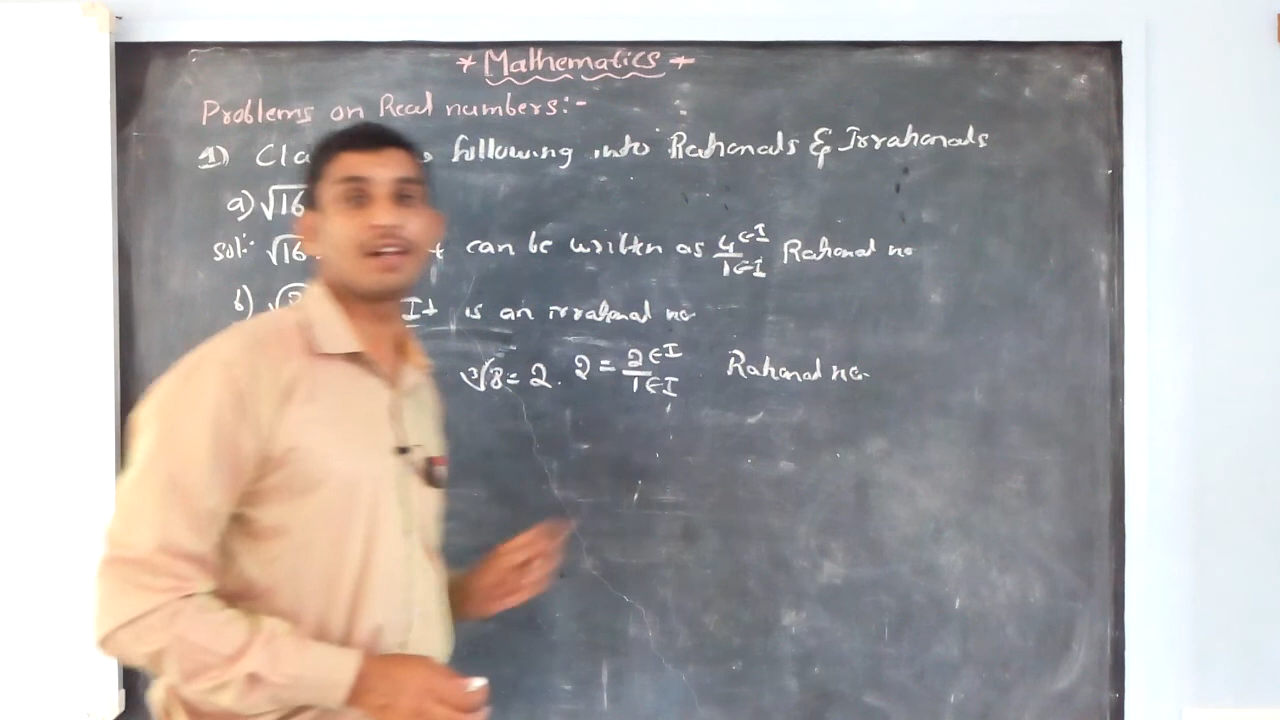 * Mathematics *
Problems on Real numbers:-
1) following into Rationals & Irrationals
a) √16
Sol:- √16 can be written as 4∈I/1∈I Rational no
b) It is an irrational no
∛8 = 2. 2 = 2∈I/1∈I Rational no.